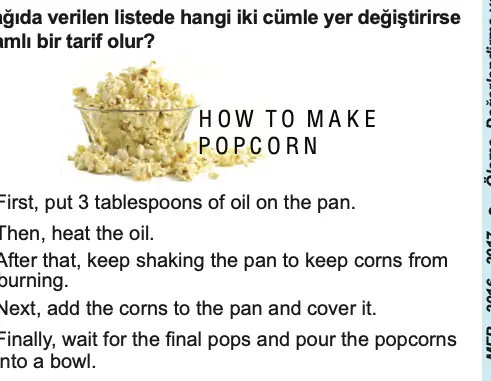 ağıda verilen listede hangi iki cümle yer değiştirirse
amlı bir tarif olur?
HOW TO MAKE
POPCORN
First, put 3 tablespoons of oil on the pan.
Then, heat the oil.
After that, keep shaking the pan to keep corns from
burning.
Next, add the corns to the pan and cover it.
Finally, wait for the final pops and pour the popcorns
into a bowl.
MEB 2016 - 2017